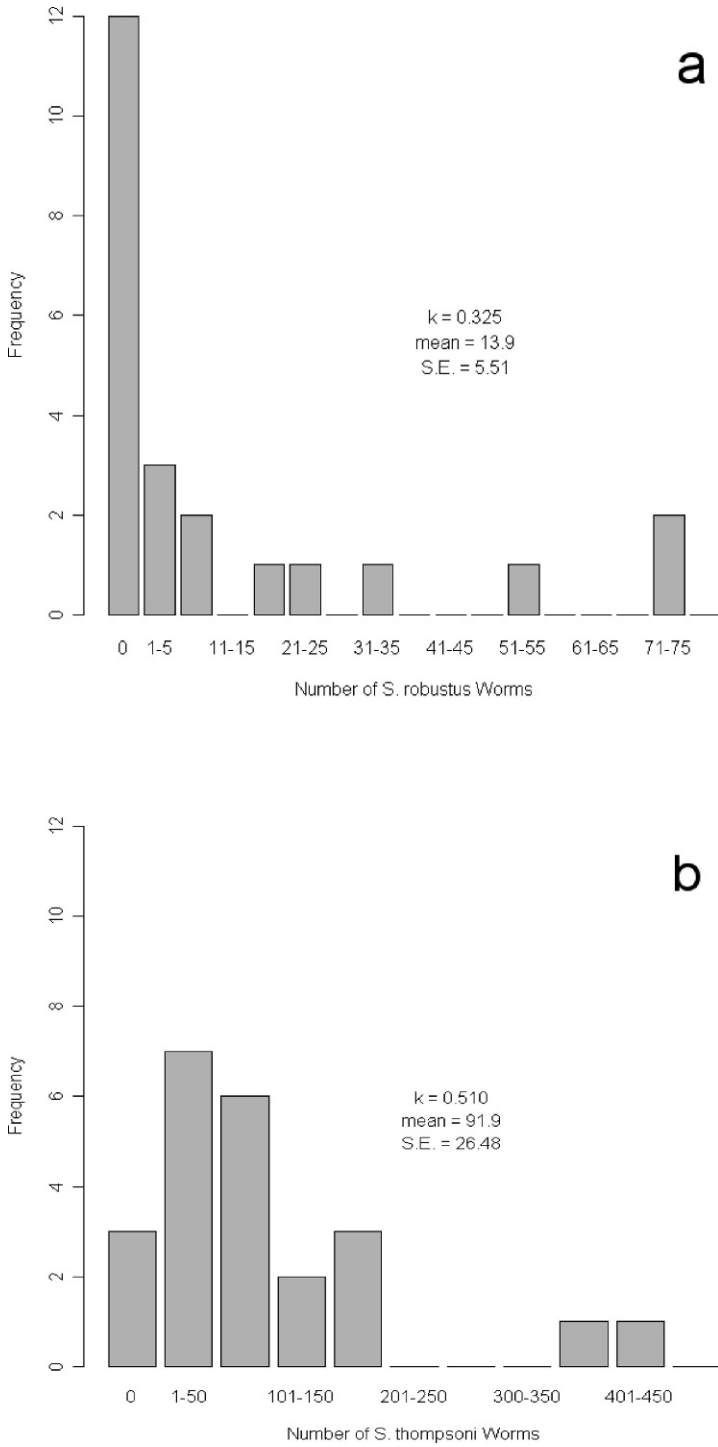 a
12
10
8
6
4
2
0
Frequency
k = 0.325
mean = 13.9
S.E. = 5.51
0 1-5 11-15 21-25 31-35 41-45 51-55 61-65 71-75
Number of S. robustus Worms
b
12
10
8
6
4
2
0
Frequency
k = 0.510
mean = 91.9
S.E. = 26.48
0 1-50 101-150 201-250 300-350 401-450
Number of S. thompsoni Worms